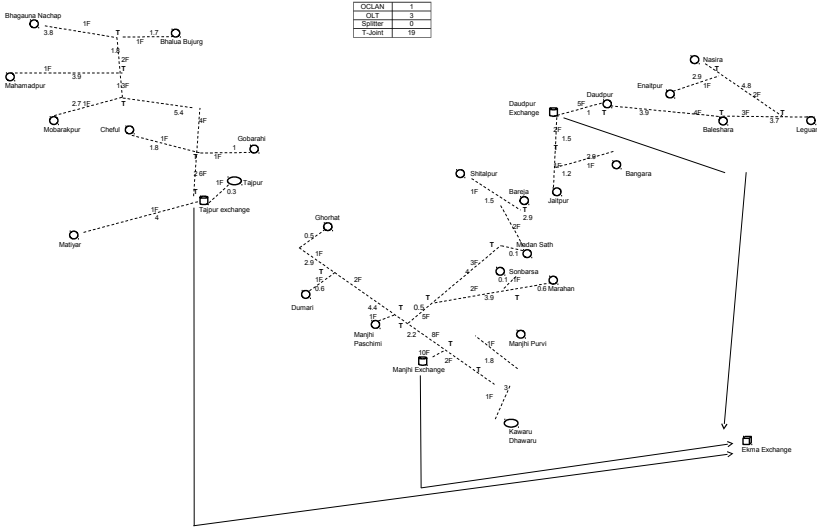 OCLAN 1
OLT 3
Splitter 0
T-Joint 19
Bhagauna Nachap
1F
3.8
T
1.7
1F
Bhalua Bujurg
2F
1F
3.9
T
Mahamadpur
3F
T
2.7 1F
Mobarakpur
5.4
4F
Cheful
1F
1.8
Gobarahi
1
1F
T
2.6F
T
1F
0.3
Tajpur
Tajpur exchange
1F
4
Matiyar
Nasira
T
2.9
1F
Enaitpur
4.8
2F
Daudpur
Daudpur
Exchange
5F
1
T
3.9
4F
T
3F
T
3.7
Baleshara
Leguar
2F
1.5
T
1F
1.2
2.9
1F
Bangara
Jaitpur
Shitalpur
1F
1.5
Bareja
T
2.9
2F
Madan Sath
0.1
T
3F
4
Sonbarsa
0.1
1F
2F
3.9
T
0.6
Marahan
Ghorhat
0.5
1F
2.9
T
1F
0.6
Dumari
2F
4.4
T
T
0.5
5F
T
1F
Manjhi
Paschimi
2.2
8F
T
10F
2F
Manjhi Exchange
T
1F
1.8
Manjhi Purvi
3
1F
Kawaru
Dhawaru
Ekma Exchange